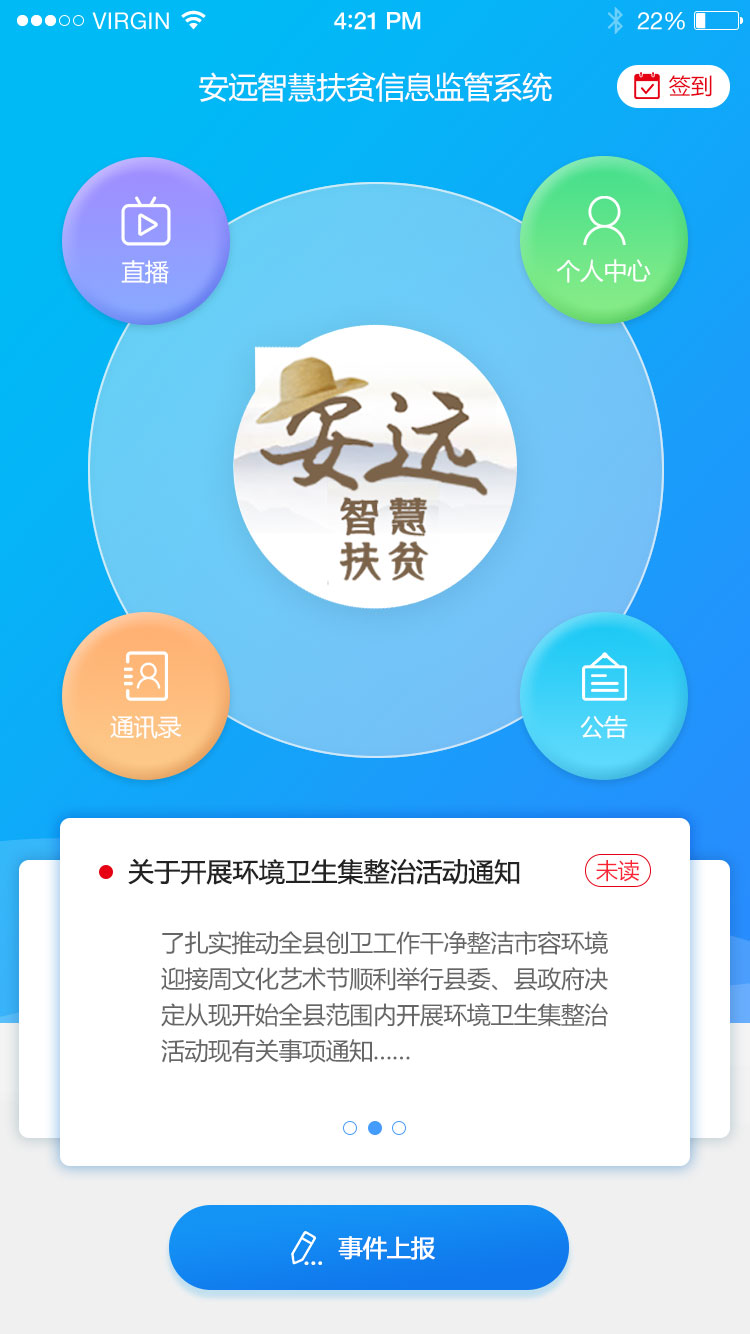 VIRGIN 4:21 PM 22%
安远智慧扶贫信息监管系统 签到
直播
个人中心
安远
智慧
扶贫
通讯录
公告
关于开展环境卫生集整治活动通知 未读
了扎实推动全县创卫工作干净整洁市容环境
迎接周文化艺术节顺利举行县委、县政府决
定从现开始全县范围内开展环境卫生集整治
活动现有关事项通知......
事件上报